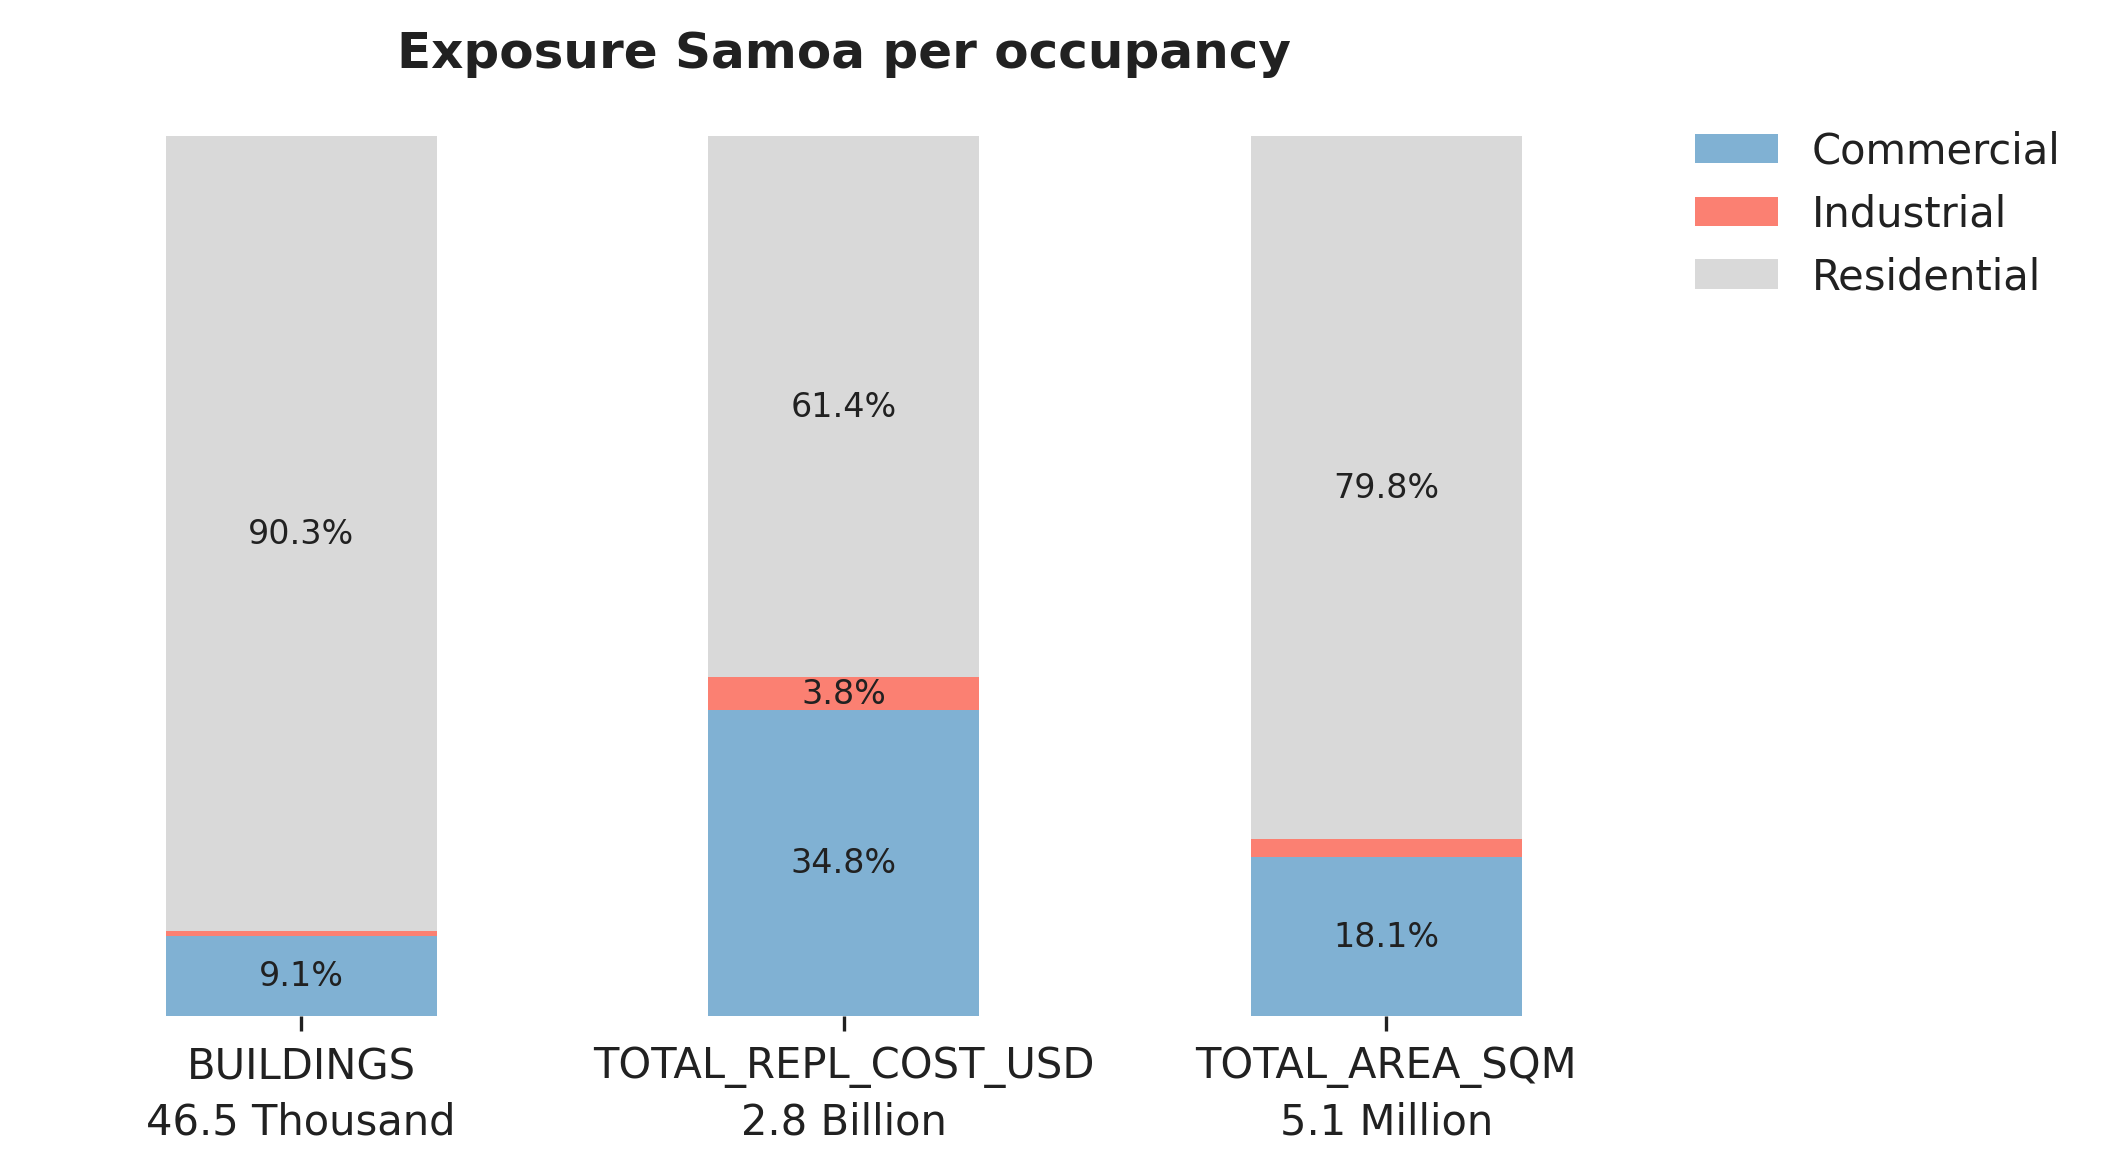 Exposure Samoa per occupancy
Commercial
Industrial
Residential
90.3%
9.1%
61.4%
3.8%
34.8%
79.8%
18.1%
BUILDINGS
46.5 Thousand
TOTAL_REPL_COST_USD
2.8 Billion
TOTAL_AREA_SQM
5.1 Million